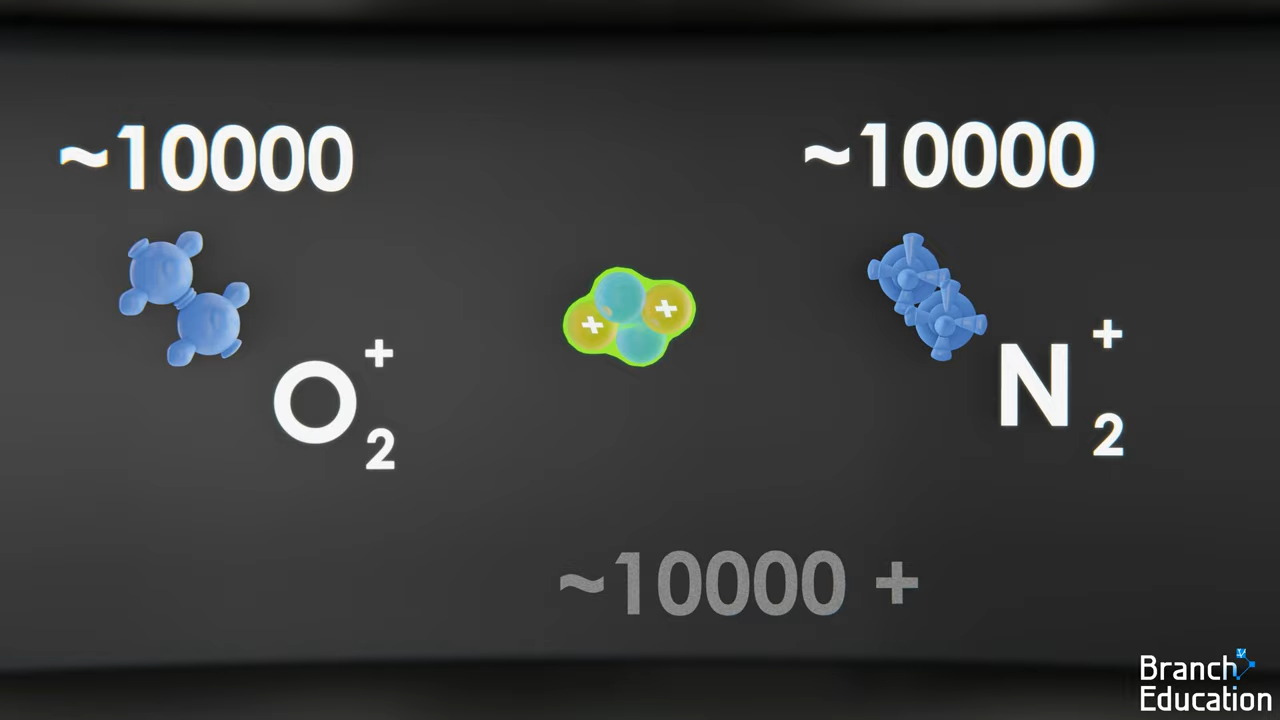 ~10000
~10000
+ +
O₂⁺
N₂⁺
~10000 +
Branch
Education